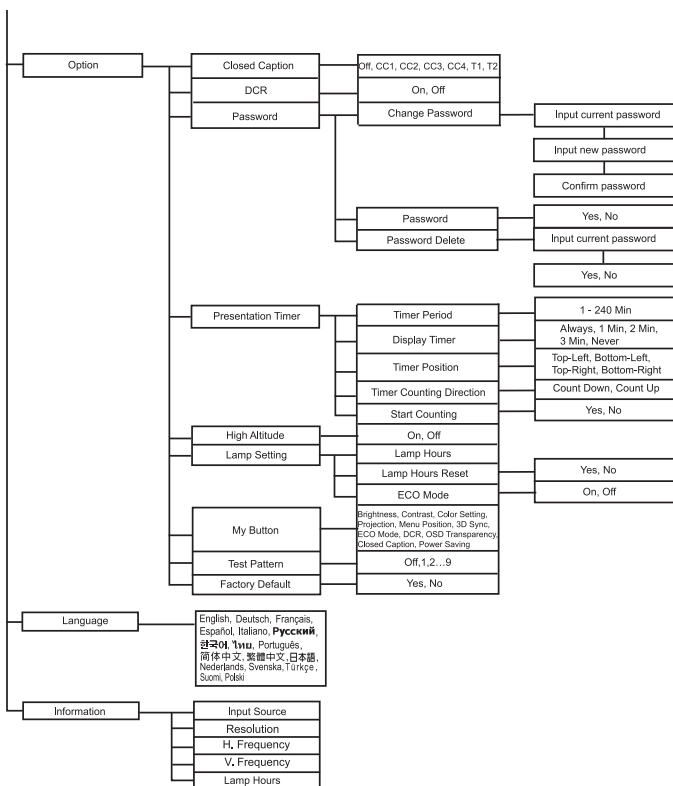 Option
Closed Caption
Off, CC1, CC2, CC3, CC4, T1, T2
DCR
On, Off
Password
Change Password
Input current password
Input new password
Confirm password
Password
Yes, No
Password Delete
Input current password
Yes, No
Presentation Timer
Timer Period
1 - 240 Min
Display Timer
Always, 1 Min, 2 Min,
3 Min, Never
Timer Position
Top-Left, Bottom-Left,
Top-Right, Bottom-Right
Timer Counting Direction
Count Down, Count Up
Start Counting
Yes, No
High Altitude
On, Off
Lamp Setting
Lamp Hours
Lamp Hours Reset
Yes, No
ECO Mode
On, Off
My Button
Brightness, Contrast, Color Setting,
Projection, Menu Position, 3D Sync,
ECO Mode, DCR, OSD Transparency,
Closed Caption, Power Saving
Test Pattern
Off,1,2...9
Factory Default
Yes, No
Language
English, Deutsch, Français,
Español, Italiano, Русский,
한국어, ไทย, Português,
简体中文, 繁體中文, 日本語,
Nederlands, Svenska, Türkçe,
Suomi, Polski
Information
Input Source
Resolution
H. Frequency
V. Frequency
Lamp Hours